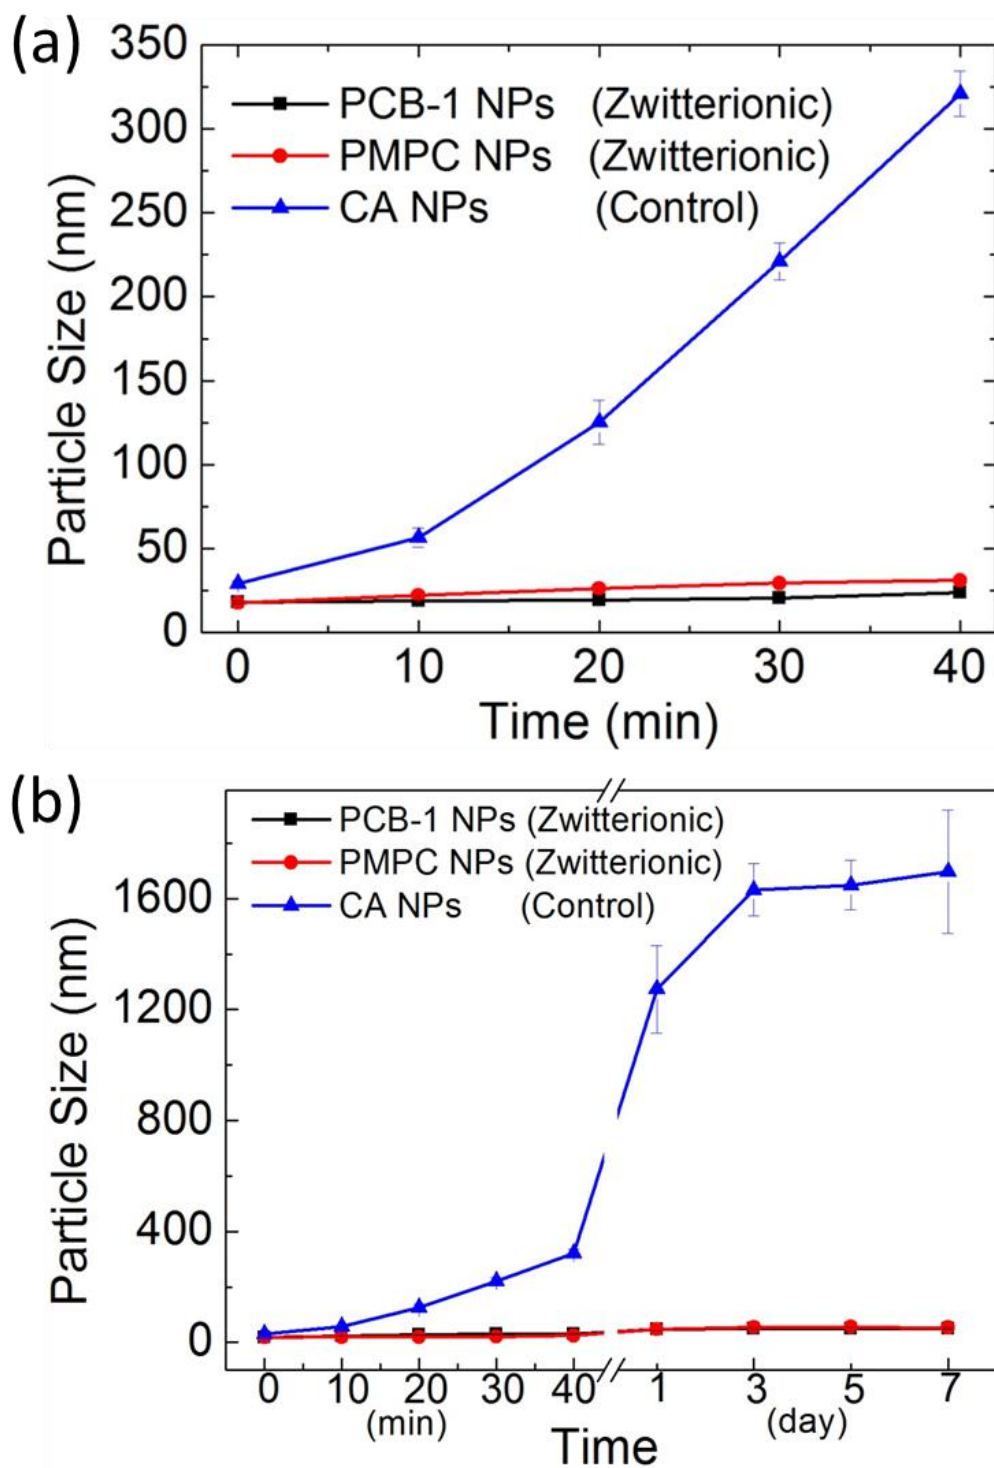 (a)
350
300
250
200
150
100
50
0
Particle Size (nm)
PCB-1 NPs (Zwitterionic)
PMPC NPs (Zwitterionic)
CA NPs (Control)
0 10 20 30 40
Time (min)
(b)
1600
1200
800
400
0
Particle Size (nm)
PCB-1 NPs (Zwitterionic)
PMPC NPs (Zwitterionic)
CA NPs (Control)
0 10 20 30 40 1 3 5 7
(min) (day)
Time